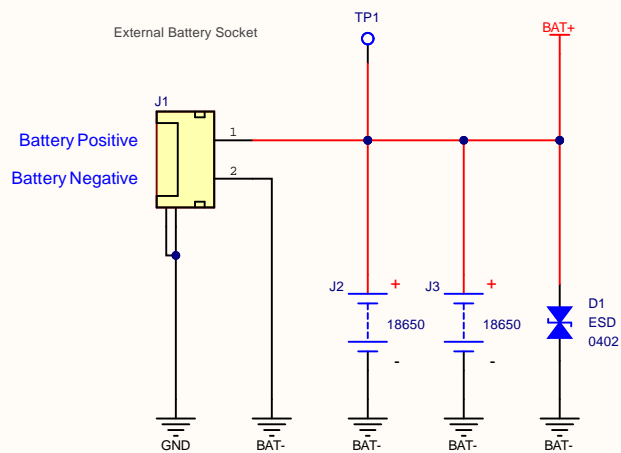 TP1
External Battery Socket
BAT+
J1
Battery Positive
1
Battery Negative
2
J2 + J3 + D1
18650 18650 ESD
0402
- -
GND BAT- BAT- BAT- BAT-